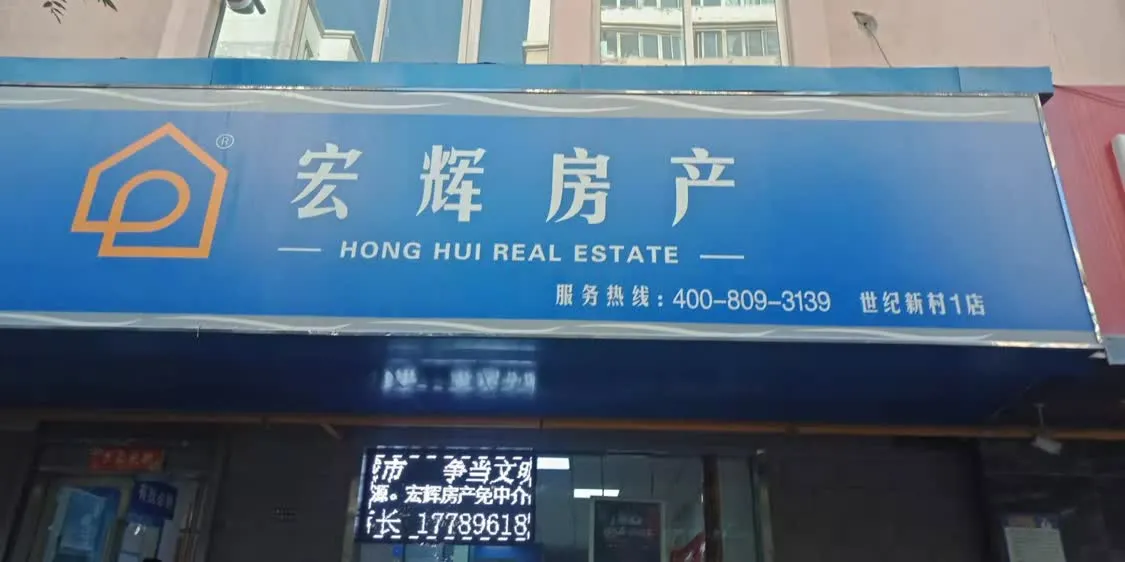 ®
宏辉房产
HONG HUI REAL ESTATE
服务热线：400-809-3139 世纪新村1店
市 争当文明
源。宏辉房产免中介
长 17789618